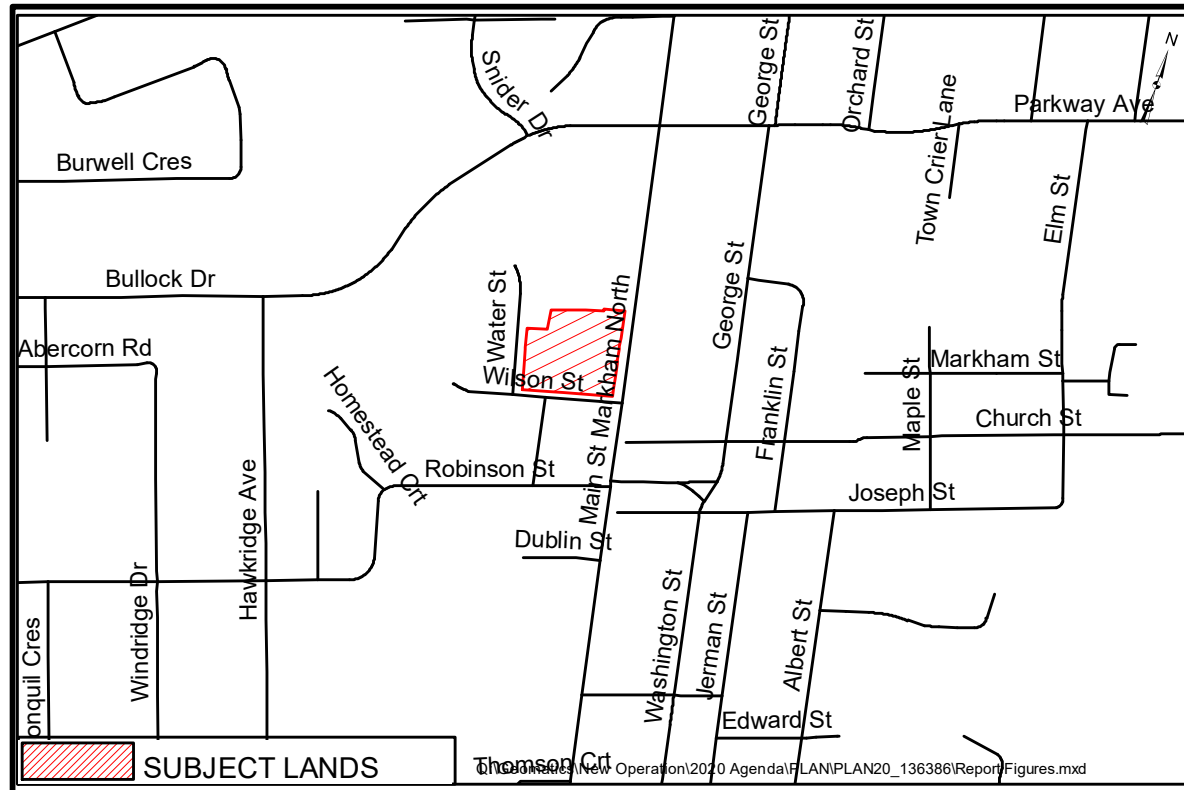 George St
Orchard St
N
Snider Dr
Parkway Ave
Town Crier Lane
Burwell Cres
Elm St
Bullock Dr
Water St
Main St Markham North
George St
Abercorn Rd
Wilson St
Franklin St
Markham St
Maple St
Church St
Homestead Crt
Robinson St
Joseph St
Hawkridge Ave
Dublin St
Windridge Dr
Washington St
Jerman St
Albert St
onquil Cres
Edward St
SUBJECT LANDS
Thomson Crt
Q:\Geomatics\New Operation\2020 Agenda\PLAN\PLAN20_136386\ReportFigures.mxd